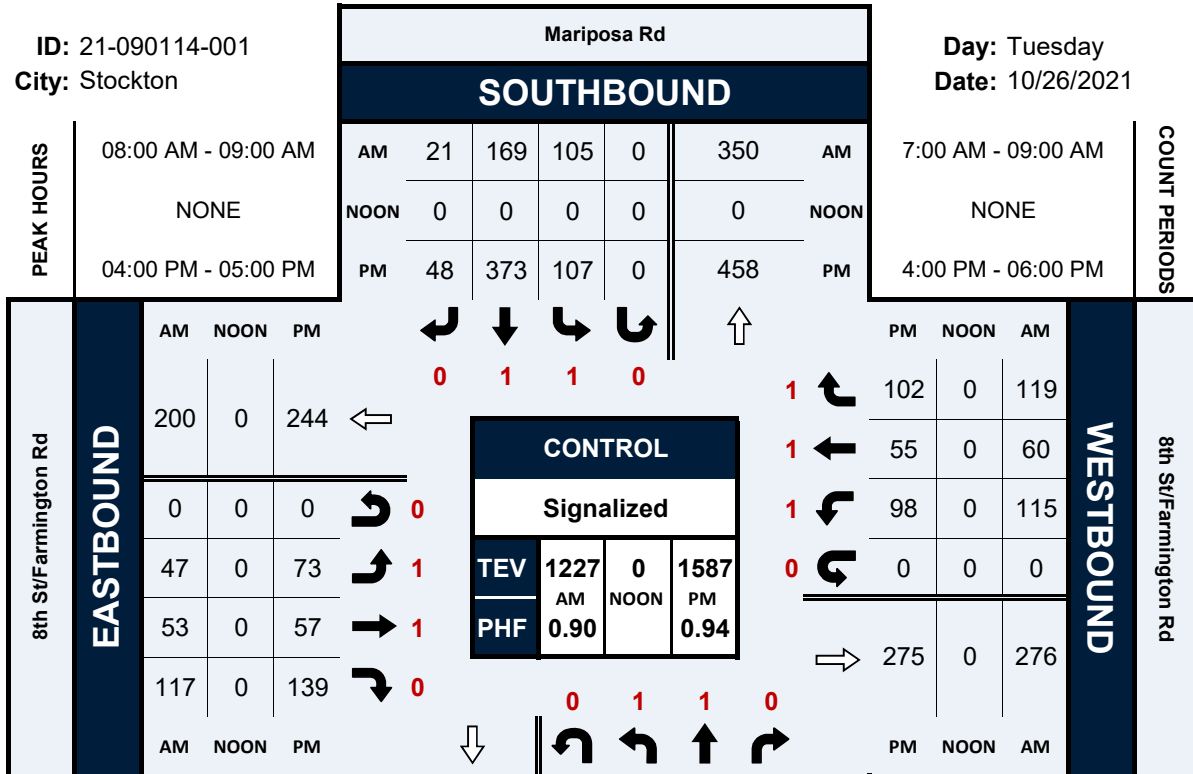 Mariposa Rd
ID: 21-090114-001
Day: Tuesday
City: Stockton
Date: 10/26/2021
SOUTHBOUND
PEAK HOURS
08:00 AM - 09:00 AM
NONE
04:00 PM - 05:00 PM
AM 21 169 105 0 350 AM
NOON 0 0 0 0 0 NOON
PM 48 373 107 0 458 PM
7:00 AM - 09:00 AM
NONE
4:00 PM - 06:00 PM
COUNT PERIODS
0 1 1 0
8th St/Farmington Rd
EASTBOUND
AM NOON PM
200 0 244
0 0 0 0
47 0 73 1
53 0 57 1
117 0 139 0
AM NOON PM
CONTROL
Signalized
TEV 1227 0 1587
AM NOON PM
PHF 0.90 0.94
PM NOON AM
1 102 0 119
1 55 0 60
1 98 0 115
0 0 0 0
275 0 276
PM NOON AM
WESTBOUND
8th St/Farmington Rd
0 1 1 0